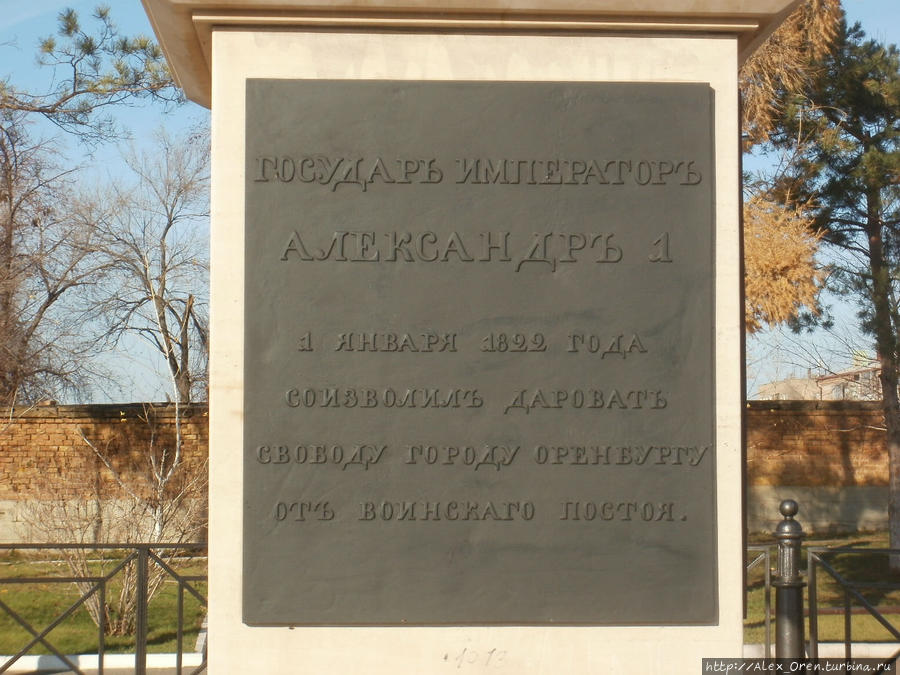 ГОСУДАРЬ ИМПЕРАТОРЪ
АЛЕКСАНДРЪ 1
1 ЯНВАРЯ 1822 ГОДА
СОИЗВОЛИЛЪ ДАРОВАТЬ
СВОБОДУ ГОРОДУ ОРЕНБУРГУ
ОТЪ ВОИНСКАГО ПОСТОЯ.
http://Alex_Oren.turbina.ru/